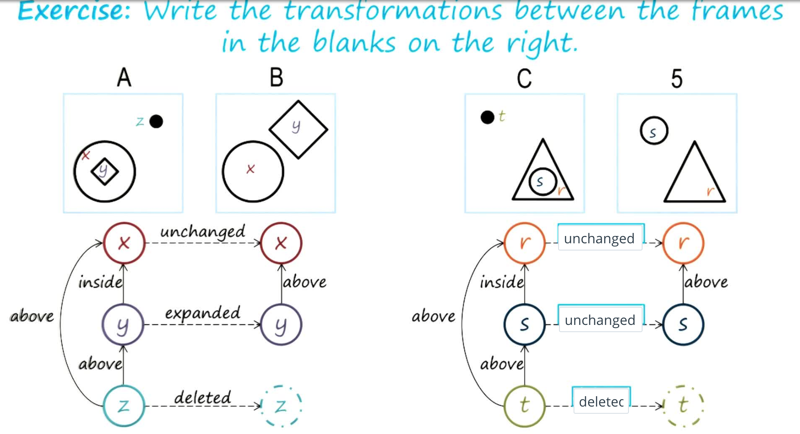 Exercise: Write the transformations between the frames
in the blanks on the right.
A B C 5
z x y
y x
t s r
s r
x unchanged x
inside above
above
y expanded y
above
z deleted z
r unchanged r
inside above
above
s unchanged s
above
t deletec t